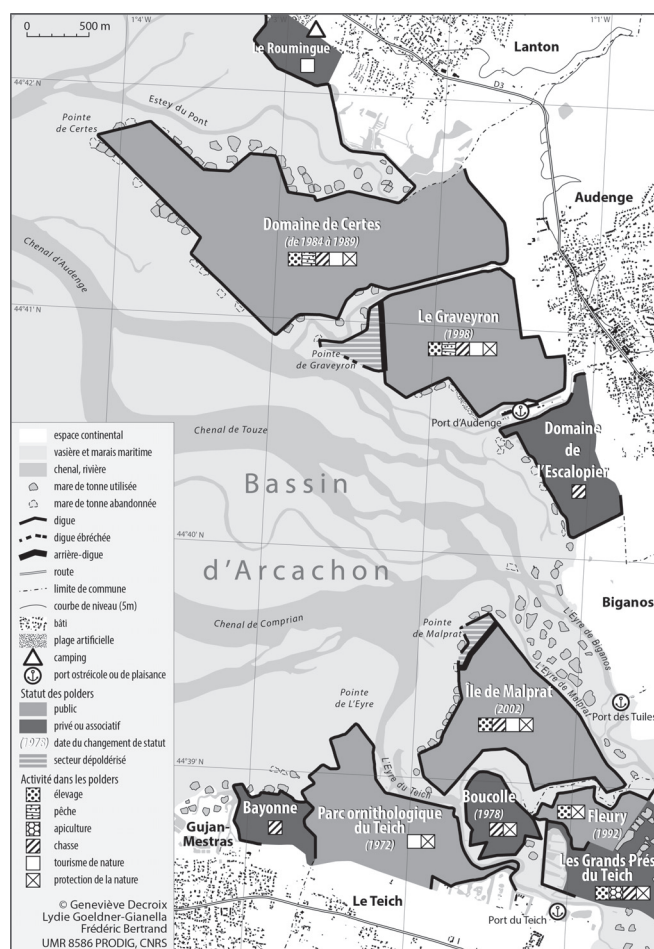 0 500 m
1°4' W
1°1' W
Le Roumingue
Lanton
D3
44°42' N
Estey du Pont
Pointe
de Certes
Audenge
Domaine de Certes
(de 1984 à 1989)
Chenal d'Audenge
44°41' N
Le Graveyron
(1998)
Pointe
de Graveyron
Port d'Audenge
Chenal de Touze
Domaine
de
l'Escalopier
Bassin
d'Arcachon
44°40' N
Biganos
Chenal de Comprian
Pointe
de Malprat
L'Eyre de Biganos
L'Eyre de Malprat
Île de Malprat
(2002)
Port des Tuiles
Pointe
de L'Eyre
44°39' N
L'Eyre du Teich
Bayonne
Gujan-
Mestras
Parc ornithologique
du Teich
(1972)
Boucolle
(1978)
Fleury
(1992)
Les Grands Prés
du Teich
Le Teich
Port du Teich
espace continental
vasière et marais maritime
chenal, rivière
mare de tonne utilisée
mare de tonne abandonnée
digue
digue ébréchée
arrière-digue
route
limite de commune
courbe de niveau (5m)
bâti
plage artificielle
camping
port ostréicole ou de plaisance
Statut des polders
public
privé ou associatif
(1978) date du changement de statut
secteur dépoldérisé
Activité dans les polders
élevage
pêche
apiculture
chasse
tourisme de nature
protection de la nature
© Geneviève Decroix
Lydie Goeldner-Gianella
Frédéric Bertrand
UMR 8586 PRODIG, CNRS